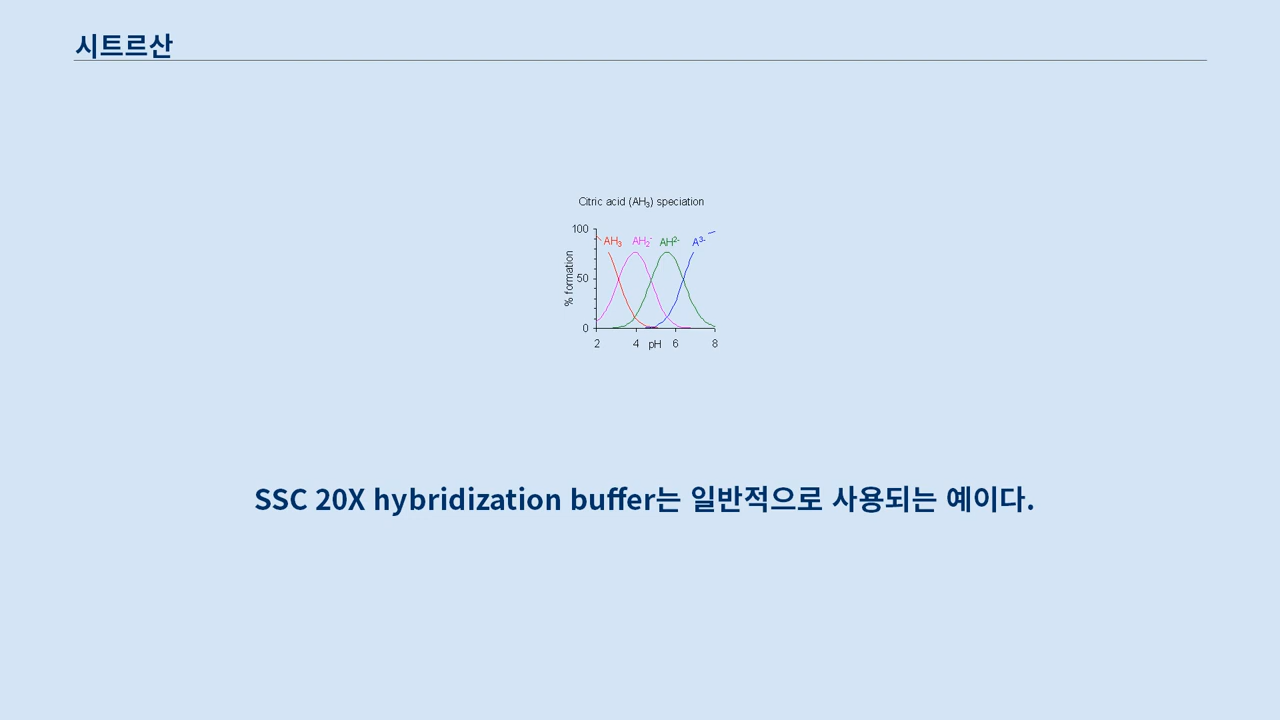 시트르산
Citric acid (AH₃) speciation
100
AH₃ AH₂⁻ AH²⁻ A³⁻
% formation
50
0
2 4 pH 6 8
SSC 20X hybridization buffer는 일반적으로 사용되는 예이다.